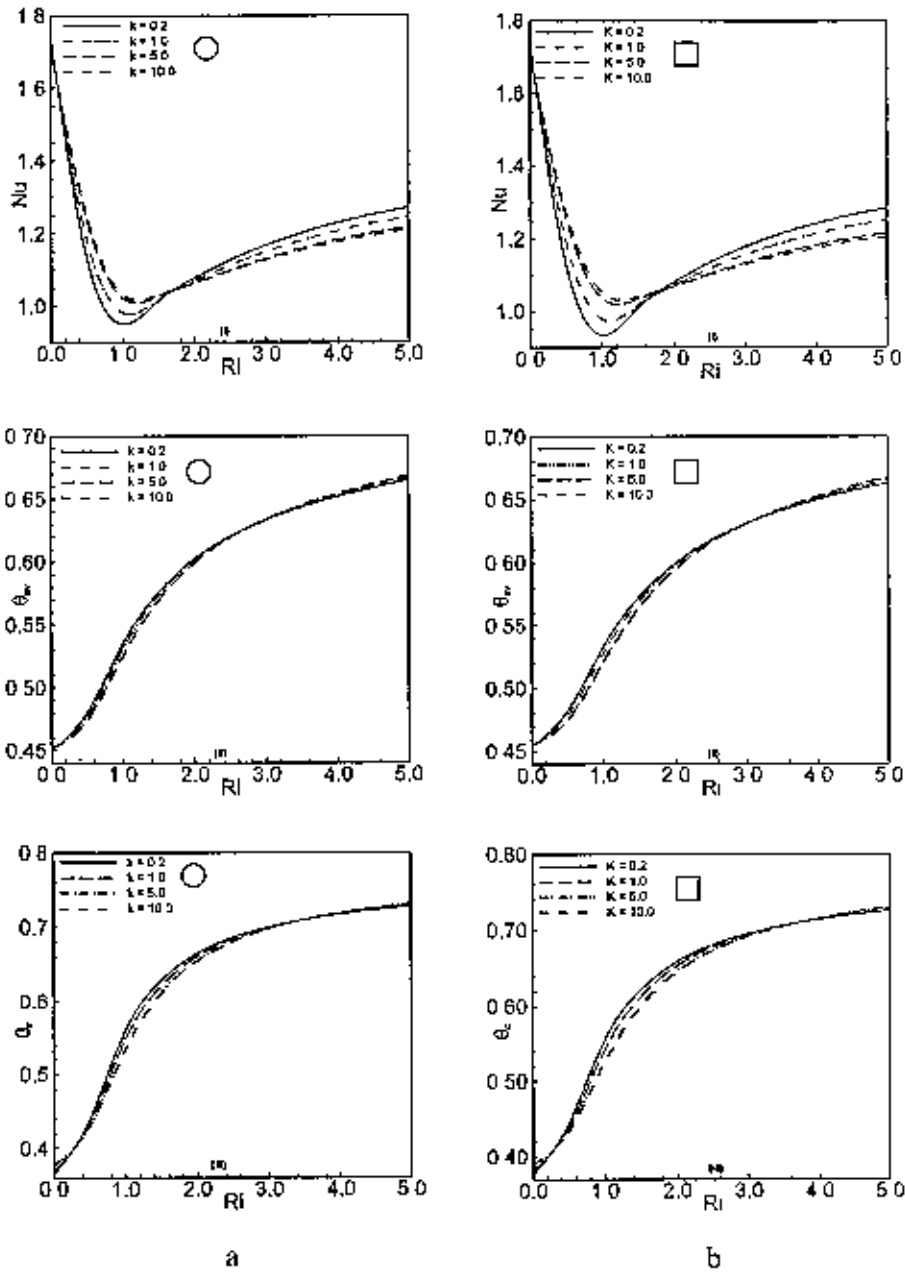 1.8
k = 0.2
k = 1.0
k = 5.0
k = 10.0
1.6
1.4
Nu
1.2
1.0
0.0 1.0 2.0 3.0 4.0 5.0
Ri
1.8
K = 0.2
K = 1.0
K = 5.0
K = 10.0
1.6
1.4
Nu
1.2
1.0
0.0 1.0 2.0 3.0 4.0 5.0
Ri
0.70
k = 0.2
k = 1.0
k = 5.0
k = 10.0
0.65
0.60
θav
0.55
0.50
0.45
0.0 1.0 2.0 3.0 4.0 5.0
Ri
0.70
K = 0.2
K = 1.0
K = 5.0
K = 10.0
0.65
0.60
θav
0.55
0.50
0.45
0.0 1.0 2.0 3.0 4.0 5.0
Ri
0.8
k = 0.2
k = 1.0
k = 5.0
k = 10.0
0.7
0.6
0.5
0.4
0.0 1.0 2.0 3.0 4.0 5.0
Ri
0.80
K = 0.2
K = 1.0
K = 5.0
K = 10.0
0.70
0.60
θc
0.50
0.40
0.0 1.0 2.0 3.0 4.0 5.0
Ri
a
b